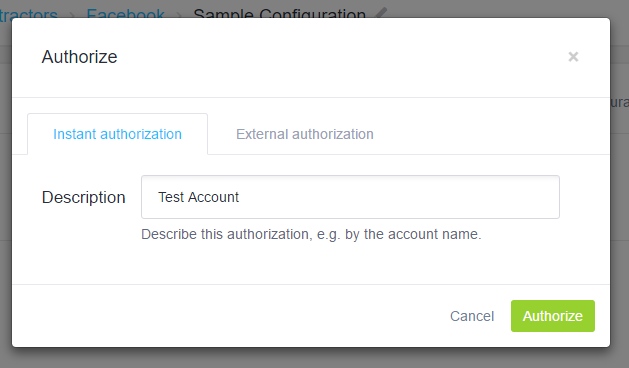 Facebook Sample Configuration
Authorize
×
Instant authorization External authorization
Description Test Account
Describe this authorization, e.g. by the account name.
Cancel Authorize